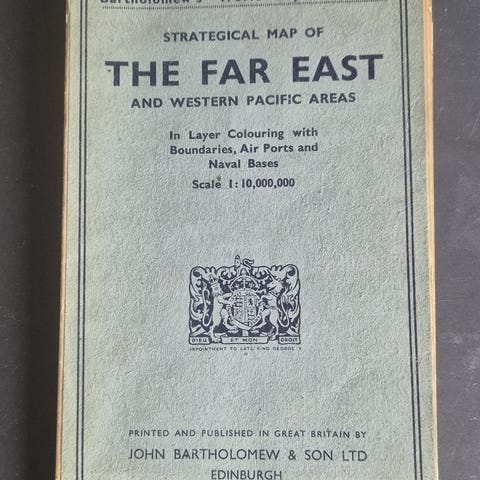 STRATEGICAL MAP OF
THE FAR EAST
AND WESTERN PACIFIC AREAS
In Layer Colouring with
Boundaries, Air Ports and
Naval Bases
Scale 1:10,000,000
DIEU ET MON DROIT
APPOINTMENT TO LATE KING GEORGE V.
PRINTED AND PUBLISHED IN GREAT BRITAIN BY
JOHN BARTHOLOMEW & SON LTD
EDINBURGH